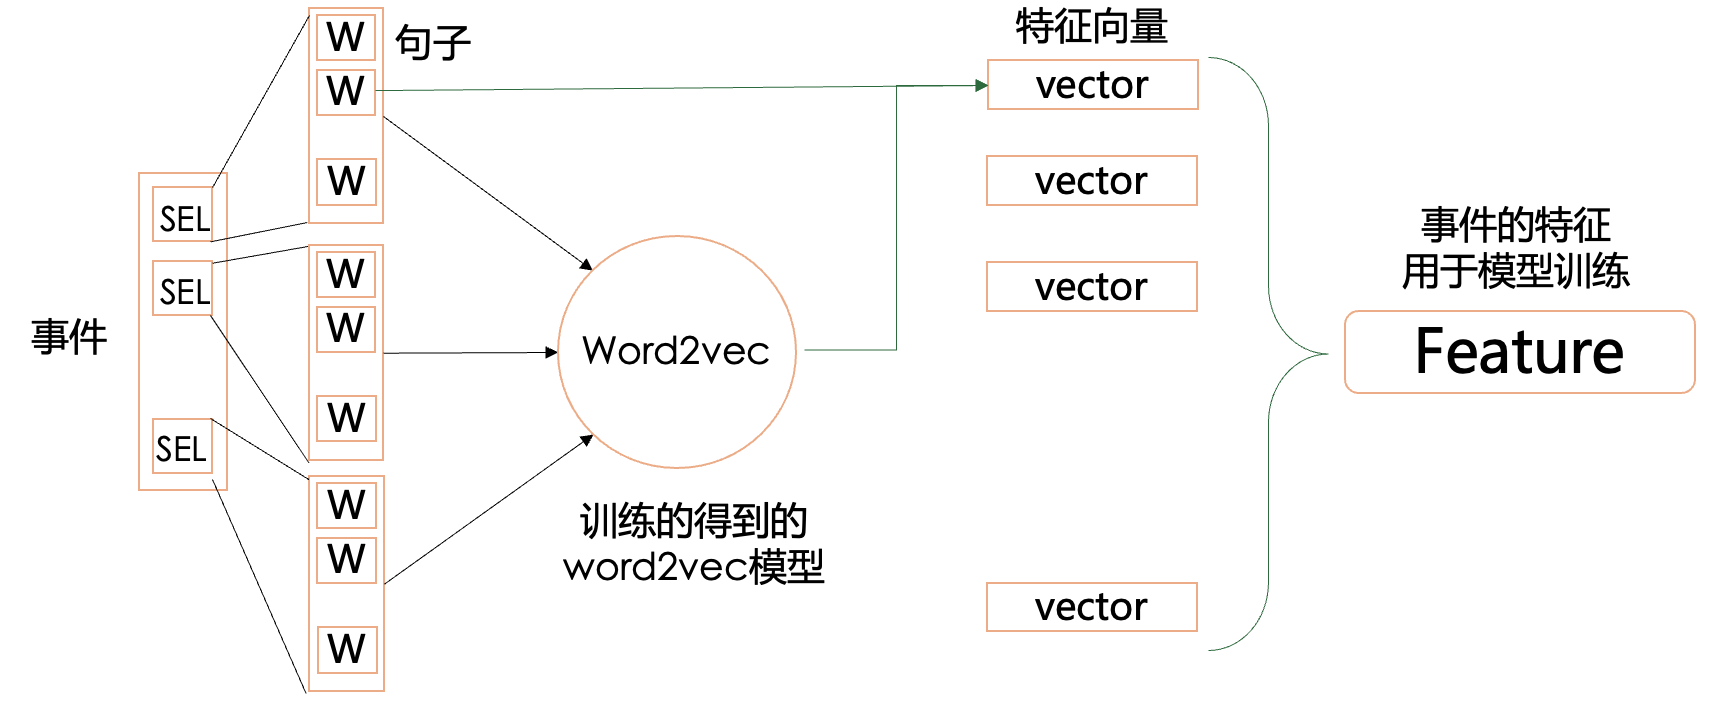 事件
SEL
SEL
SEL
句子
W
W
W
W
W
W
W
W
W
Word2vec
训练的得到的
word2vec模型
特征向量
vector
vector
vector
vector
事件的特征
用于模型训练
Feature